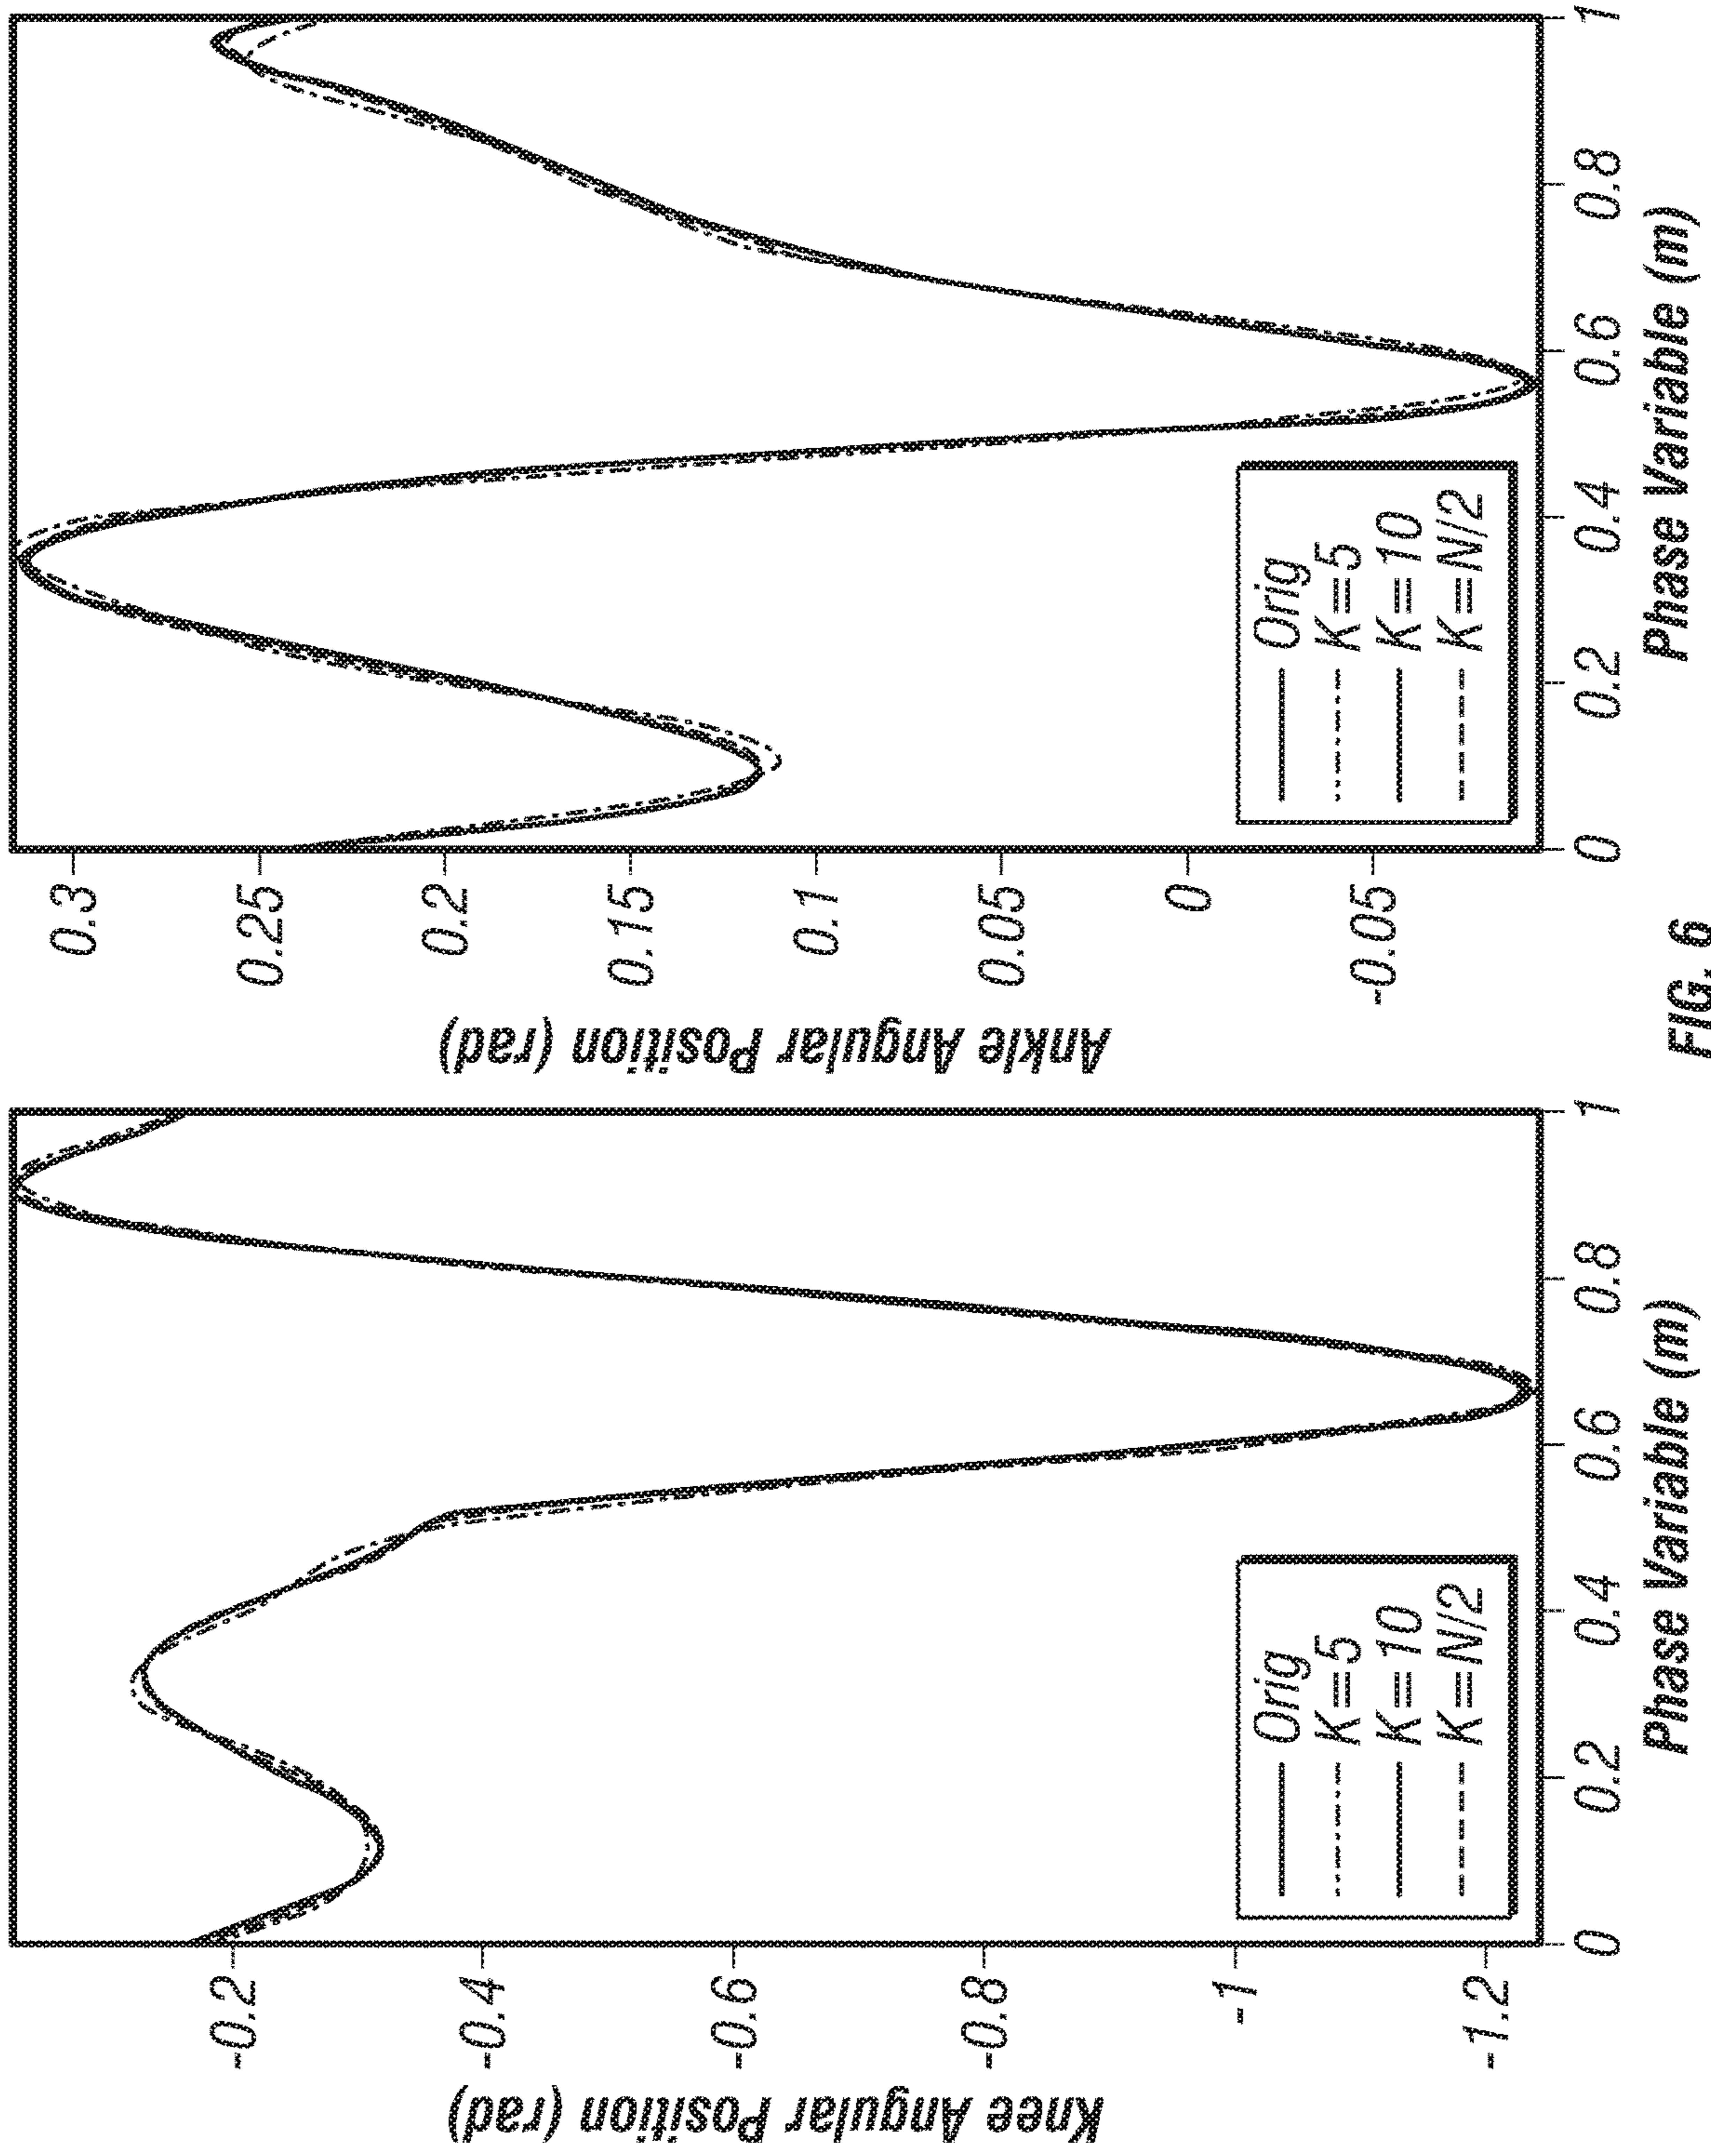 Knee Angular Position (rad)
-0.2
-0.4
-0.6
-0.8
-1
-1.2
Orig
K=5
K=10
K=N/2
0
0.2
0.4
0.6
0.8
1
Phase Variable (m)
Ankle Angular Position (rad)
0.3
0.25
0.2
0.15
0.1
0.05
0
-0.05
Orig
K=5
K=10
K=N/2
0
0.2
0.4
0.6
0.8
1
Phase Variable (m)
FIG. 6